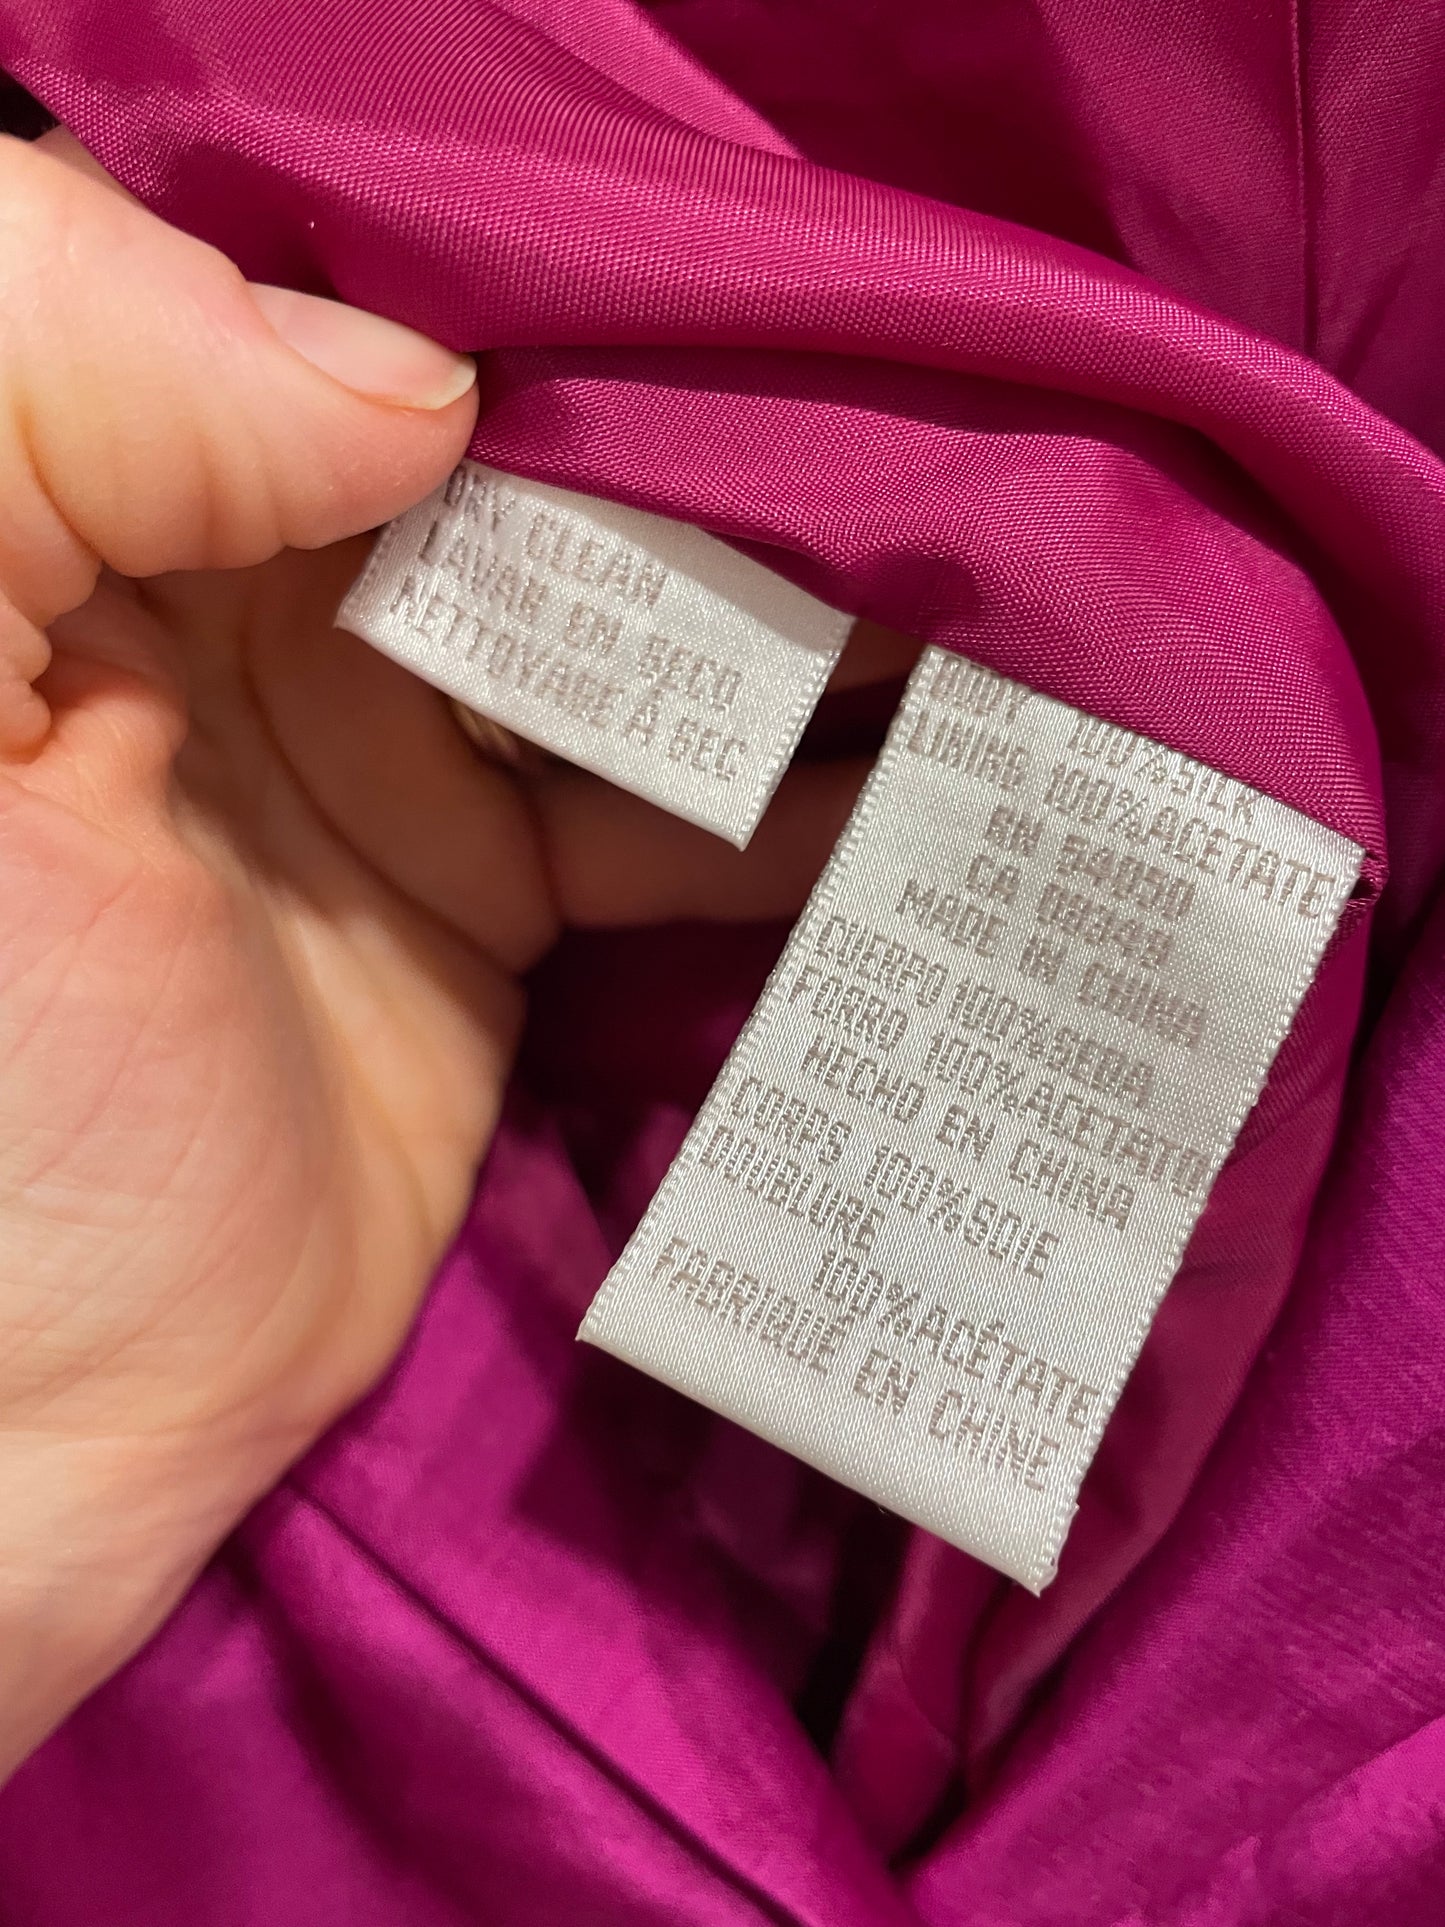 DRY CLEAN
LAVAR EN SECO
NETTOYAGE À SEC
BODY 100%SILK
LINING 100%ACETATE
RN 54050
CA 09349
MADE IN CHINA
CUERPO 100%SEDA
FORRO 100%ACETATO
HECHO EN CHINA
CORPS 100%SOIE
DOUBLURE
100%ACÉTATE
FABRIQUÉ EN CHINE